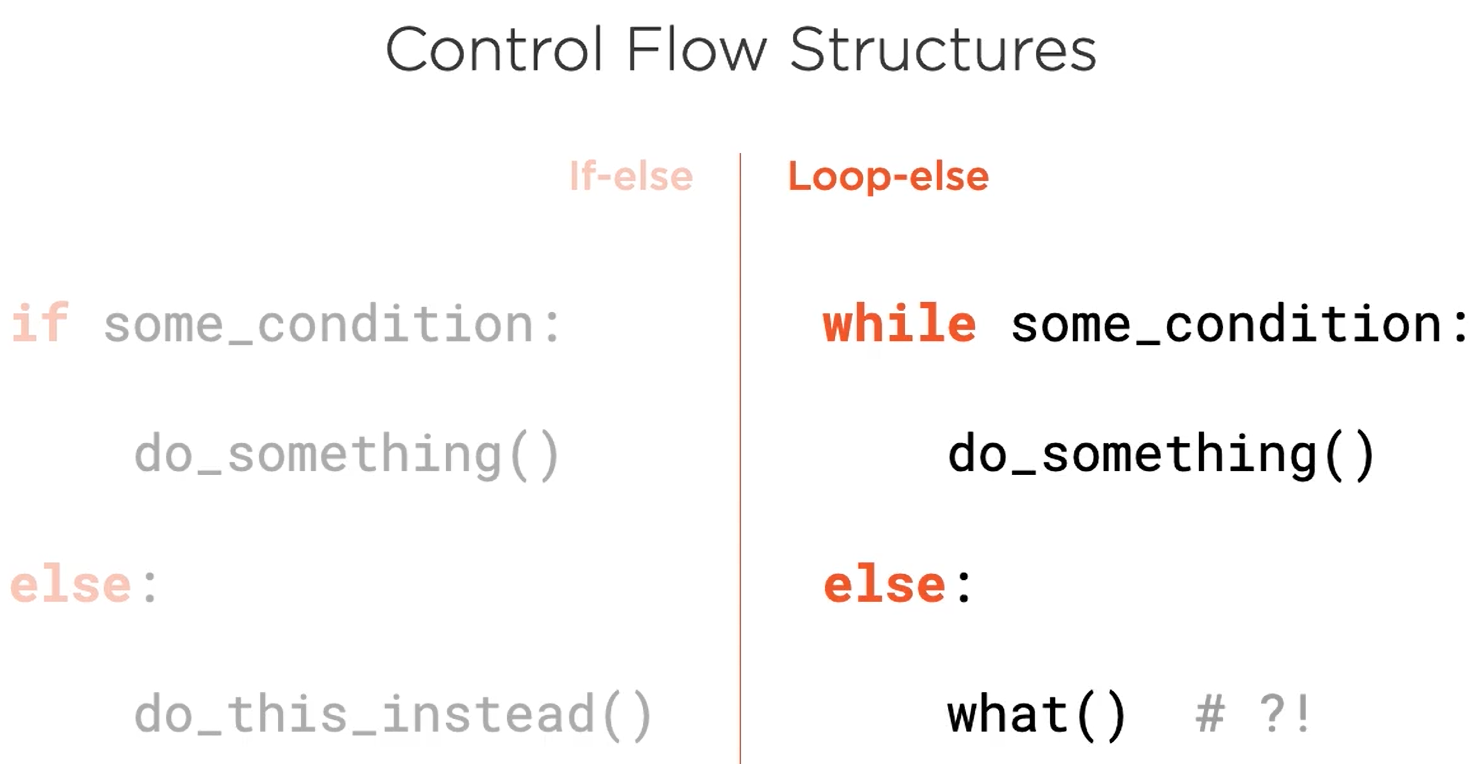 Control Flow Structures
If-else
if some_condition:
do_something()
else:
do_this_instead()
Loop-else
while some_condition:
do_something()
else:
what() # ?!